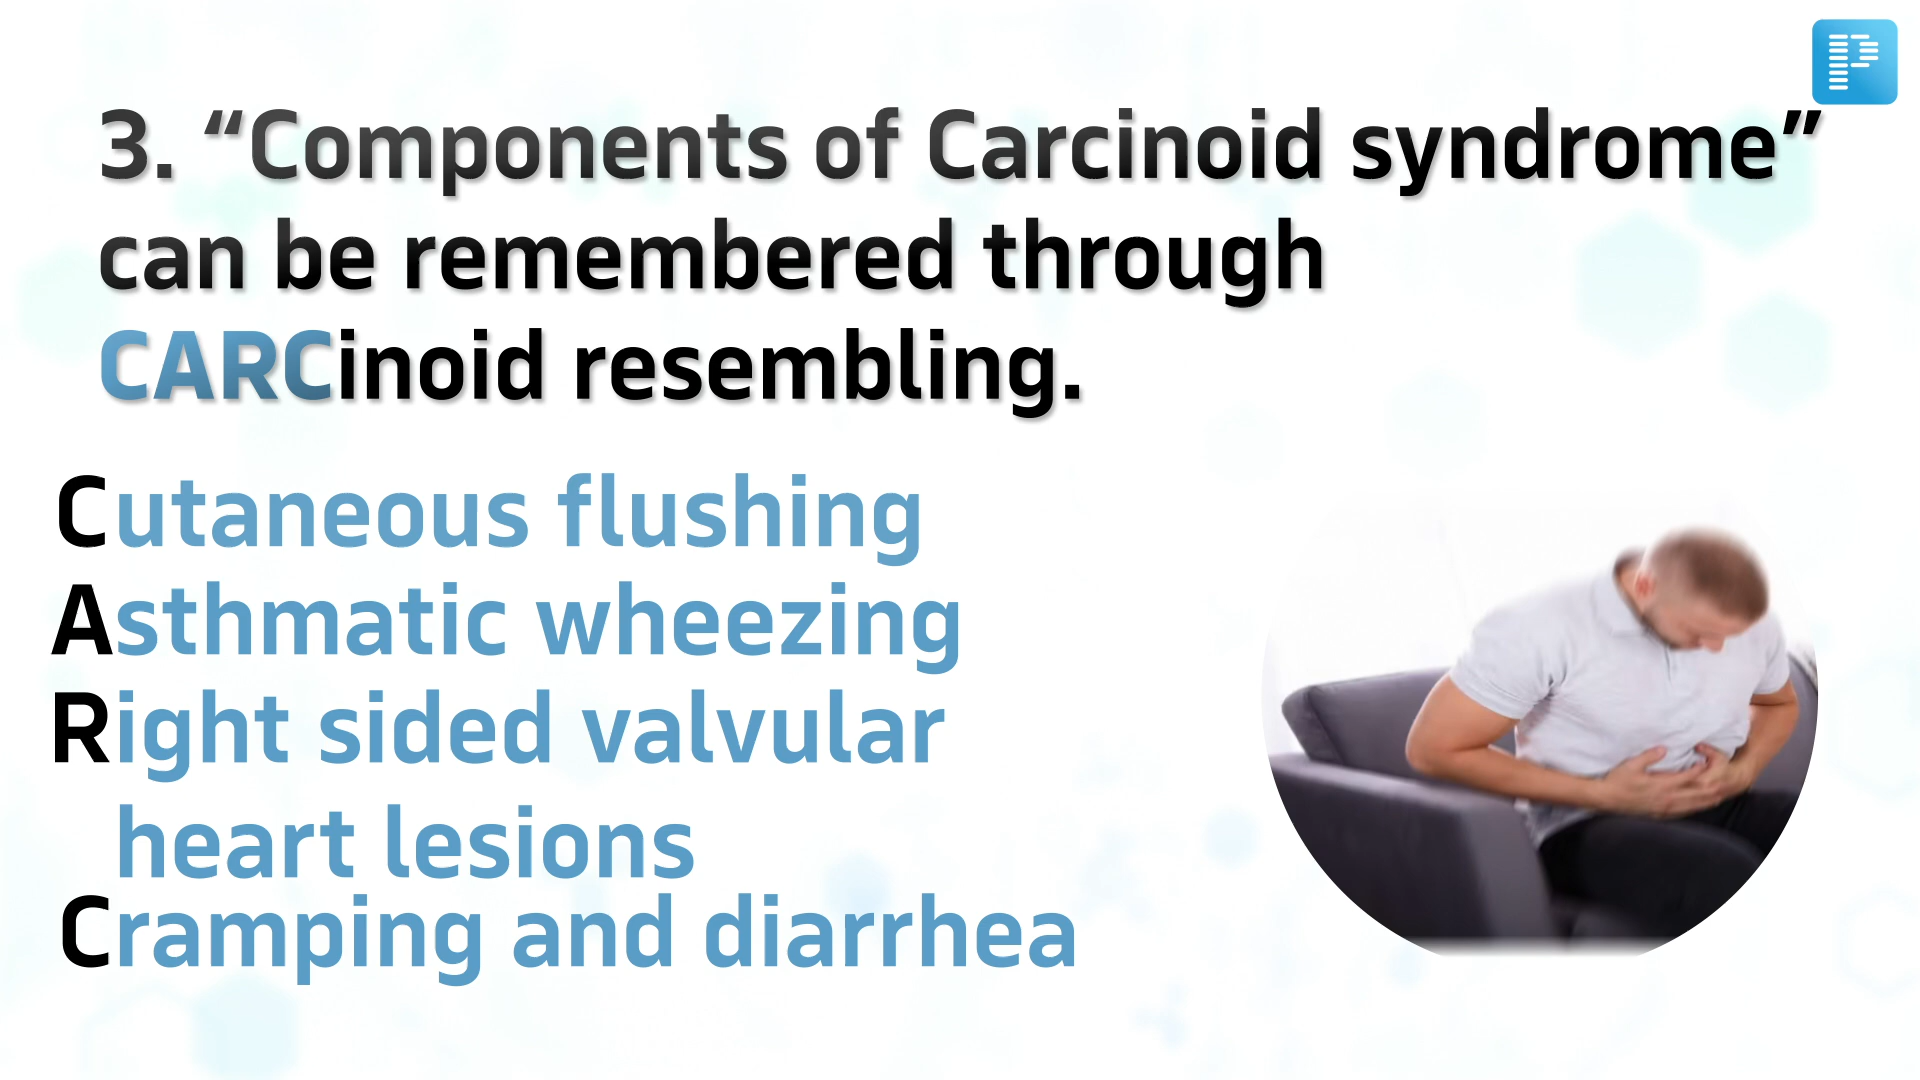 3. “Components of Carcinoid syndrome”
can be remembered through
CARCinoid resembling.
Cutaneous flushing
Asthmatic wheezing
Right sided valvular
heart lesions
Cramping and diarrhea
P